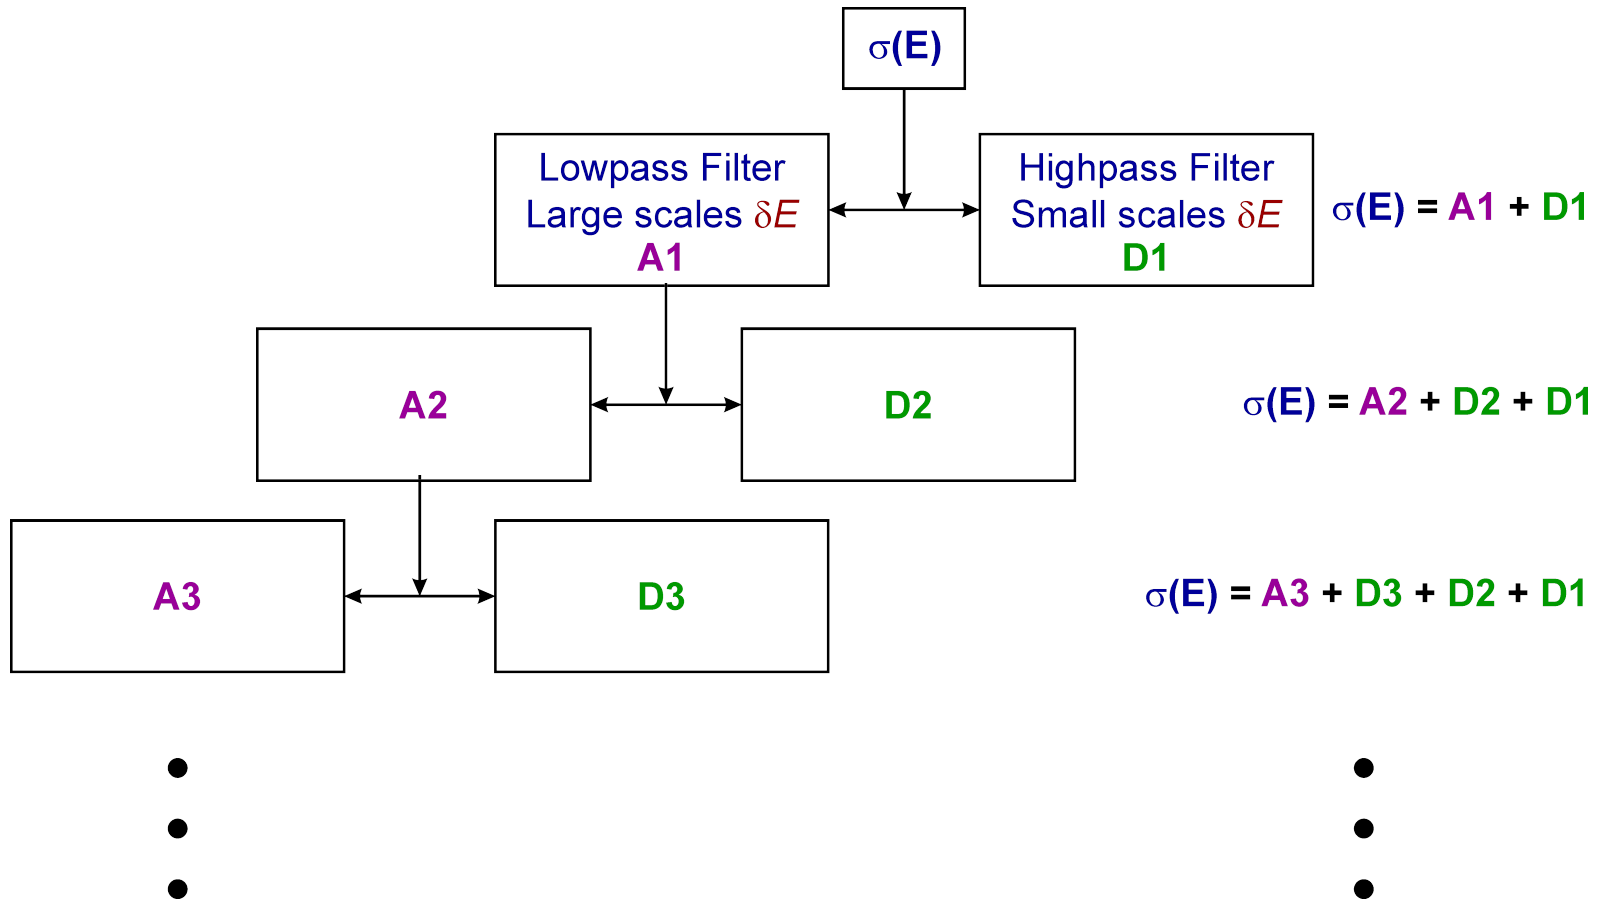 σ(E)
Lowpass Filter
Large scales δE
A1
Highpass Filter
Small scales δE
D1
σ(E) = A1 + D1
A2
D2
σ(E) = A2 + D2 + D1
A3
D3
σ(E) = A3 + D3 + D2 + D1